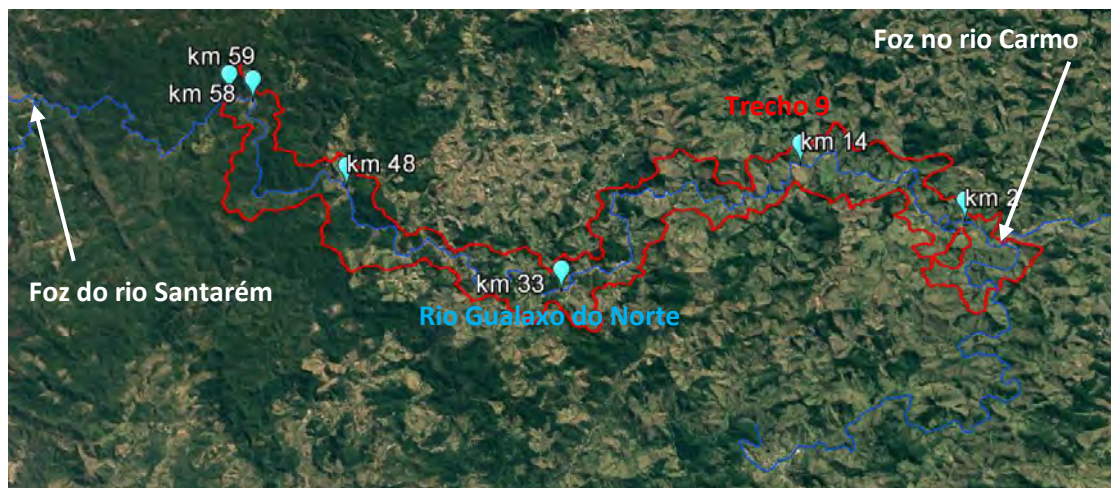 km 59
Foz no rio Carmo
km 58
Trecho 9
km 14
km 48
km 2
km 33
Foz do rio Santarém
Rio Gualaxo do Norte